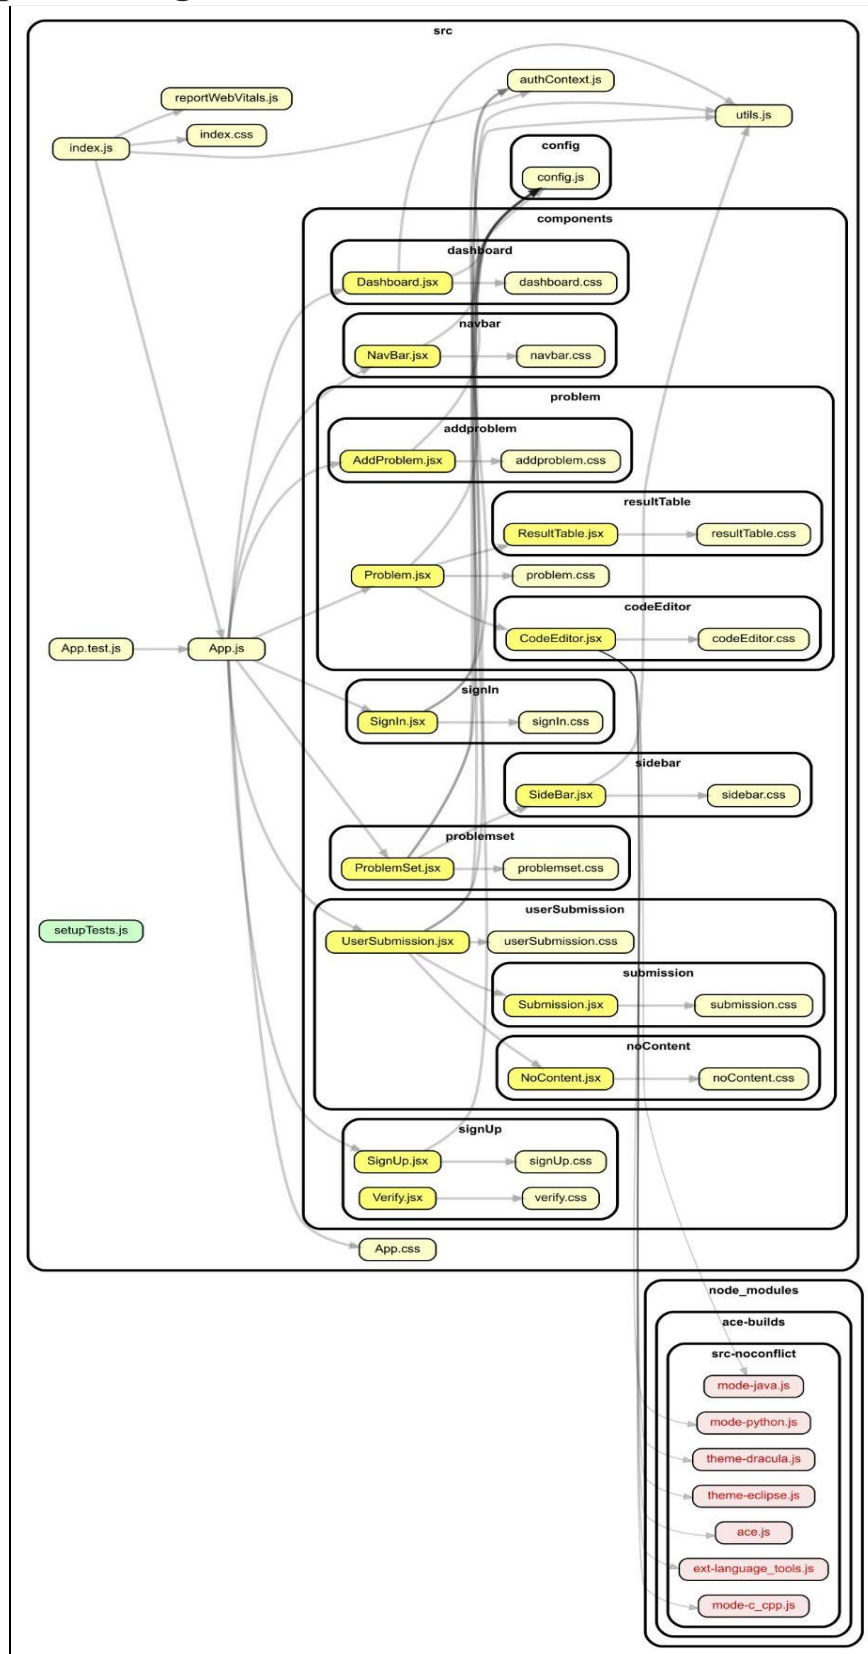 src
authContext.js
reportWebVitals.js
utils.js
index.css
index.js
config
config.js
components
dashboard
Dashboard.jsx
dashboard.css
navbar
NavBar.jsx
navbar.css
problem
addproblem
AddProblem.jsx
addproblem.css
resultTable
ResultTable.jsx
resultTable.css
Problem.jsx
problem.css
codeEditor
CodeEditor.jsx
codeEditor.css
App.test.js
App.js
signIn
SignIn.jsx
signIn.css
sidebar
SideBar.jsx
sidebar.css
problemset
ProblemSet.jsx
problemset.css
userSubmission
setupTests.js
UserSubmission.jsx
userSubmission.css
submission
Submission.jsx
submission.css
noContent
NoContent.jsx
noContent.css
signUp
SignUp.jsx
signUp.css
Verify.jsx
verify.css
App.css
node_modules
ace-builds
src-noconflict
mode-java.js
mode-python.js
theme-dracula.js
theme-eclipse.js
ace.js
ext-language_tools.js
mode-c_cpp.js